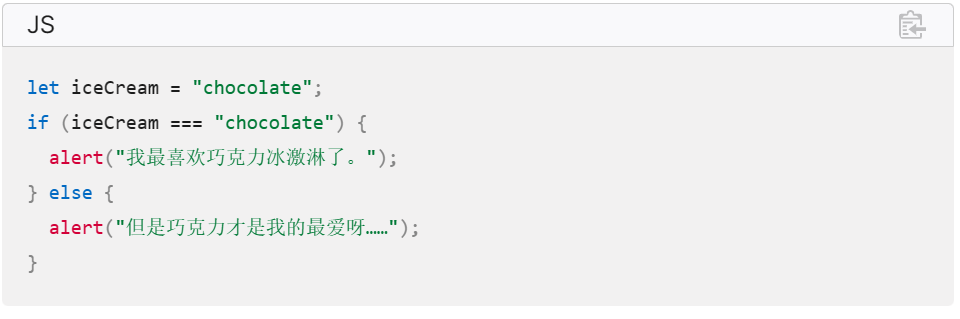 JS
let iceCream = "chocolate";
if (iceCream === "chocolate") {
  alert("我最喜欢巧克力冰激淋了。");
} else {
  alert("但是巧克力才是我的最爱呀……");
}